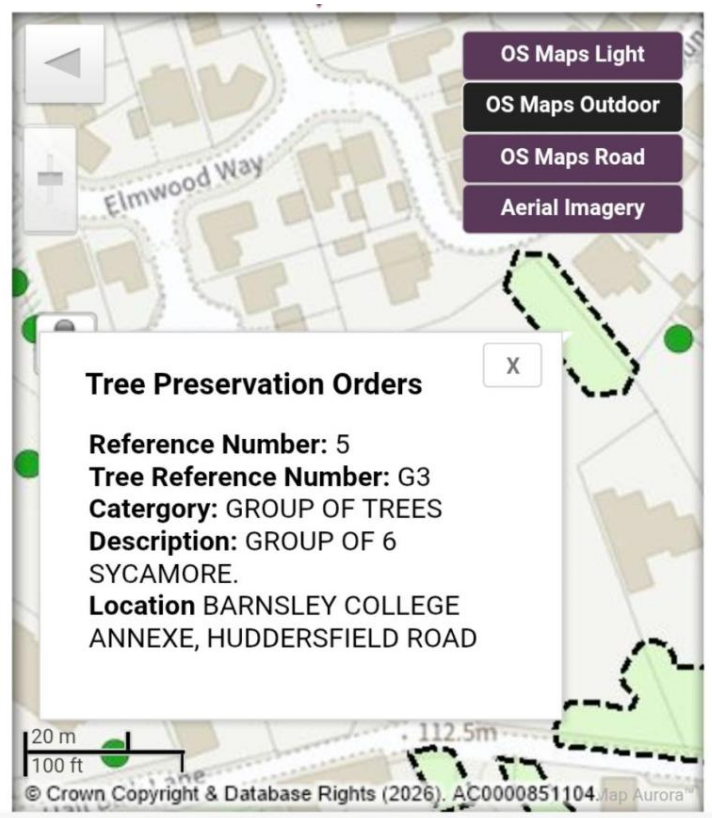 OS Maps Light
OS Maps Outdoor
OS Maps Road
Aerial Imagery
Elmwood Way
X
Tree Preservation Orders
Reference Number: 5
Tree Reference Number: G3
Catergory: GROUP OF TREES
Description: GROUP OF 6
SYCAMORE.
Location BARNSLEY COLLEGE
ANNEXE, HUDDERSFIELD ROAD
112.5m
20 m
100 ft
Lane
© Crown Copyright & Database Rights (2026). AC0000851104.Map Aurora™